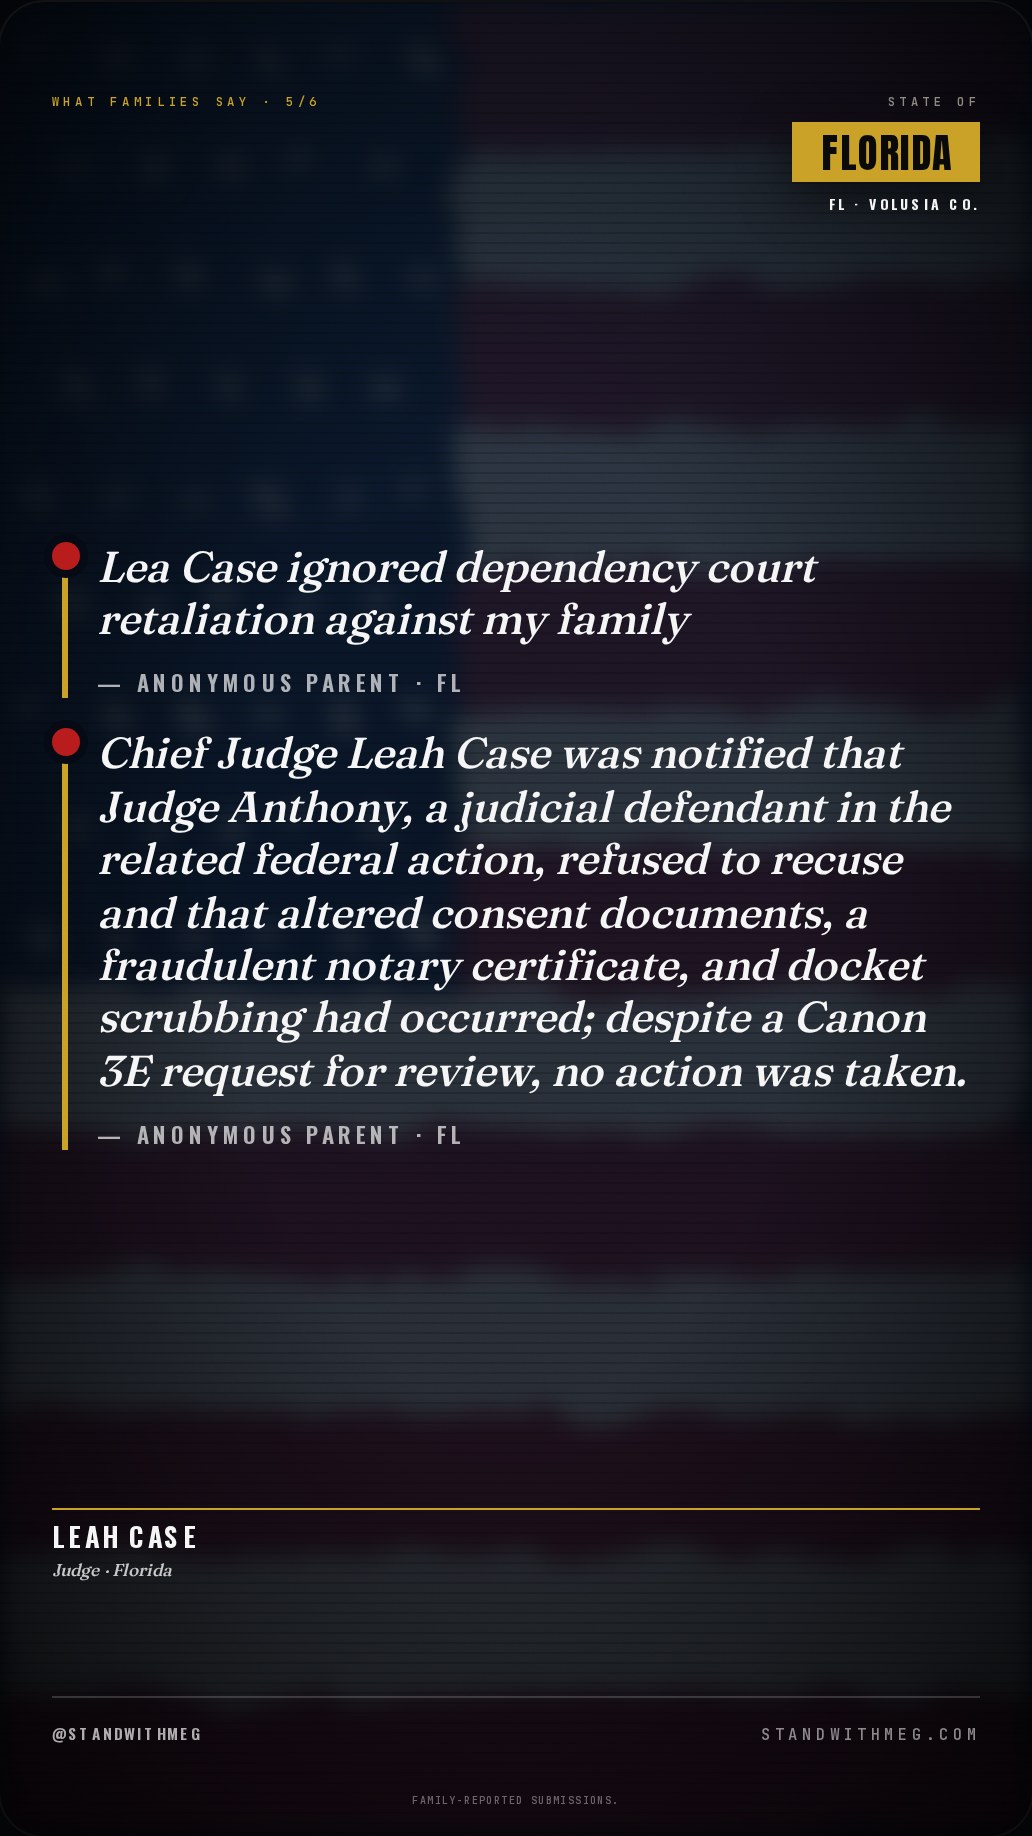 WHAT FAMILIES SAY · 5/6
STATE OF
FLORIDA
FL · VOLUSIA CO.
Lea Case ignored dependency court
retaliation against my family
— ANONYMOUS PARENT · FL
Chief Judge Leah Case was notified that
Judge Anthony, a judicial defendant in the
related federal action, refused to recuse
and that altered consent documents, a
fraudulent notary certificate, and docket
scrubbing had occurred; despite a Canon
3E request for review, no action was taken.
— ANONYMOUS PARENT · FL
LEAH CASE
Judge · Florida
@STANDWITHMEG
STANDWITHMEG.COM
FAMILY-REPORTED SUBMISSIONS.